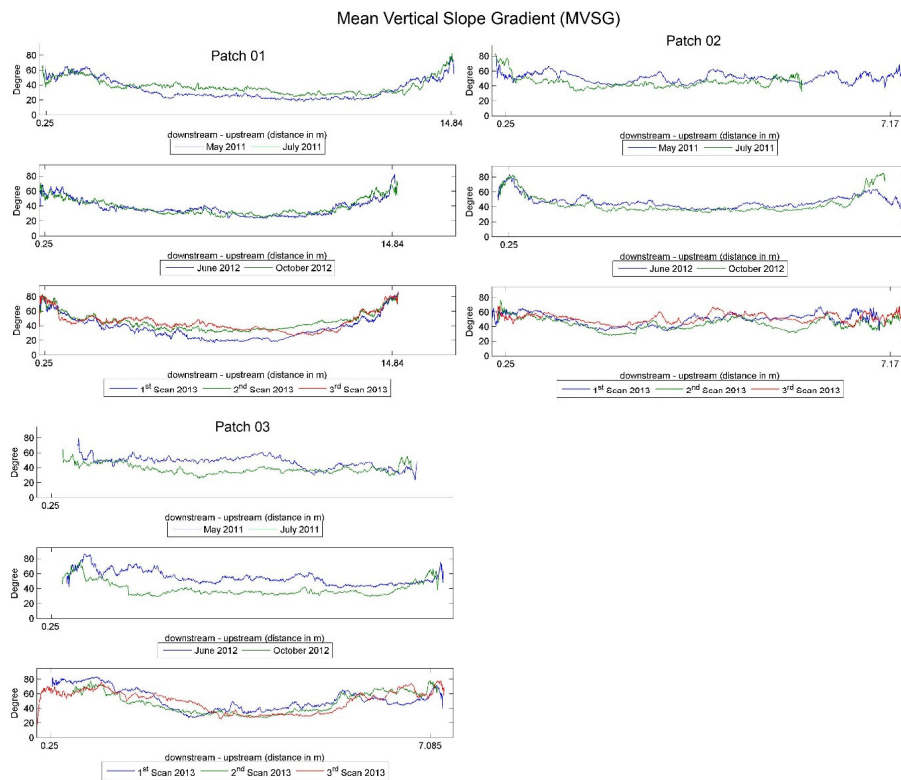 Mean Vertical Slope Gradient (MVSG)
Patch 01
80
60
40
20
0
Degree
0.25
14.84
downstream - upstream (distance in m)
May 2011 July 2011
Patch 02
80
60
40
20
0
Degree
0.25
7.17
downstream - upstream (distance in m)
May 2011 July 2011
80
60
40
20
0
Degree
0.25
14.84
downstream - upstream (distance in m)
June 2012 October 2012
80
60
40
20
0
Degree
0.25
downstream - upstream (distance in m)
June 2012 October 2012
80
60
40
20
0
Degree
0.25
14.84
downstream - upstream (distance in m)
1st Scan 2013 2nd Scan 2013 3rd Scan 2013
80
60
40
20
0
Degree
0.25
7.17
downstream - upstream (distance in m)
1st Scan 2013 2nd Scan 2013 3rd Scan 2013
Patch 03
80
60
40
20
0
Degree
0.25
downstream - upstream (distance in m)
May 2011 July 2011
80
60
40
20
0
Degree
0.25
downstream - upstream (distance in m)
June 2012 October 2012
80
60
40
20
0
Degree
0.25
7.085
downstream - upstream (distance in m)
1st Scan 2013 2nd Scan 2013 3rd Scan 2013